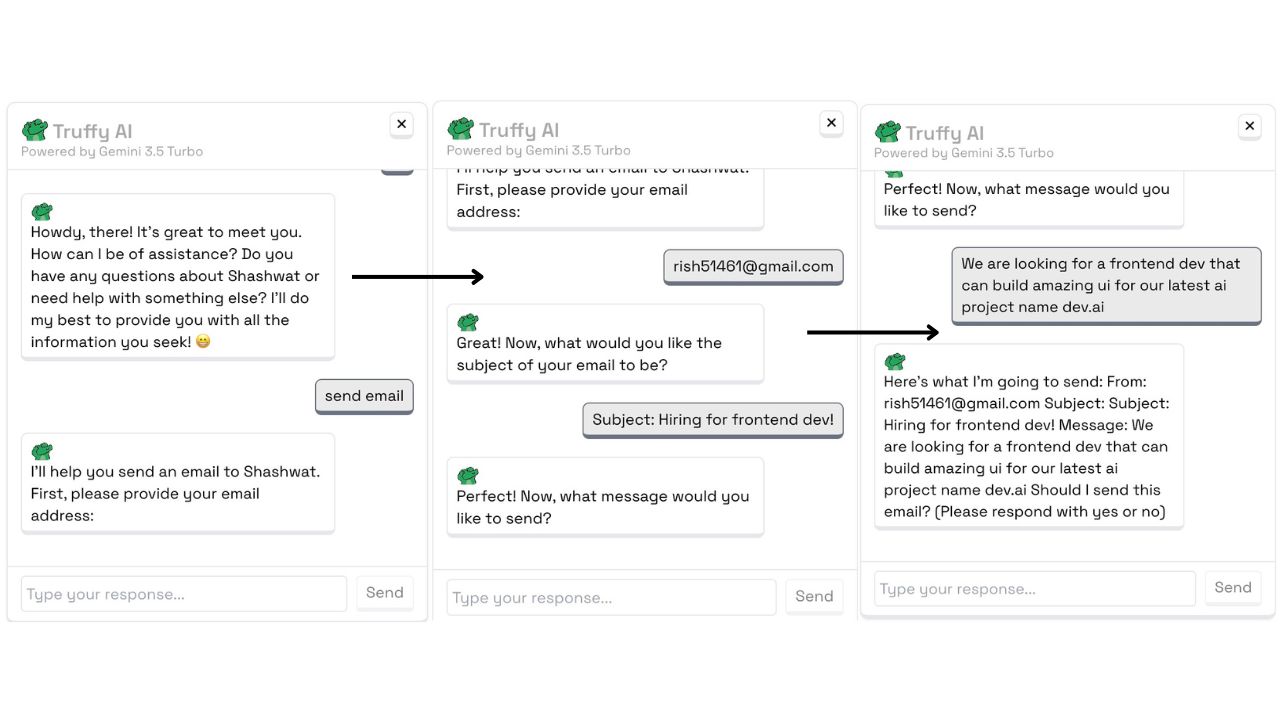 Truffy AI
Powered by Gemini 3.5 Turbo
Howdy, there! It's great to meet you.
How can I be of assistance? Do you
have any questions about Shashwat or
need help with something else? I'll do
my best to provide you with all the
information you seek! 😄
send email
I'll help you send an email to Shashwat.
First, please provide your email
address:
Type your response...
Send
Truffy AI
Powered by Gemini 3.5 Turbo
I'll help you send an email to Shashwat.
First, please provide your email
address:
rish51461@gmail.com
Great! Now, what would you like the
subject of your email to be?
Subject: Hiring for frontend dev!
Perfect! Now, what message would you
like to send?
Type your response...
Send
Truffy AI
Powered by Gemini 3.5 Turbo
Perfect! Now, what message would you
like to send?
We are looking for a frontend dev that
can build amazing ui for our latest ai
project name dev.ai
Here's what I'm going to send: From:
rish51461@gmail.com Subject: Subject:
Hiring for frontend dev! Message: We
are looking for a frontend dev that can
build amazing ui for our latest ai
project name dev.ai Should I send this
email? (Please respond with yes or no)
Type your response...
Send